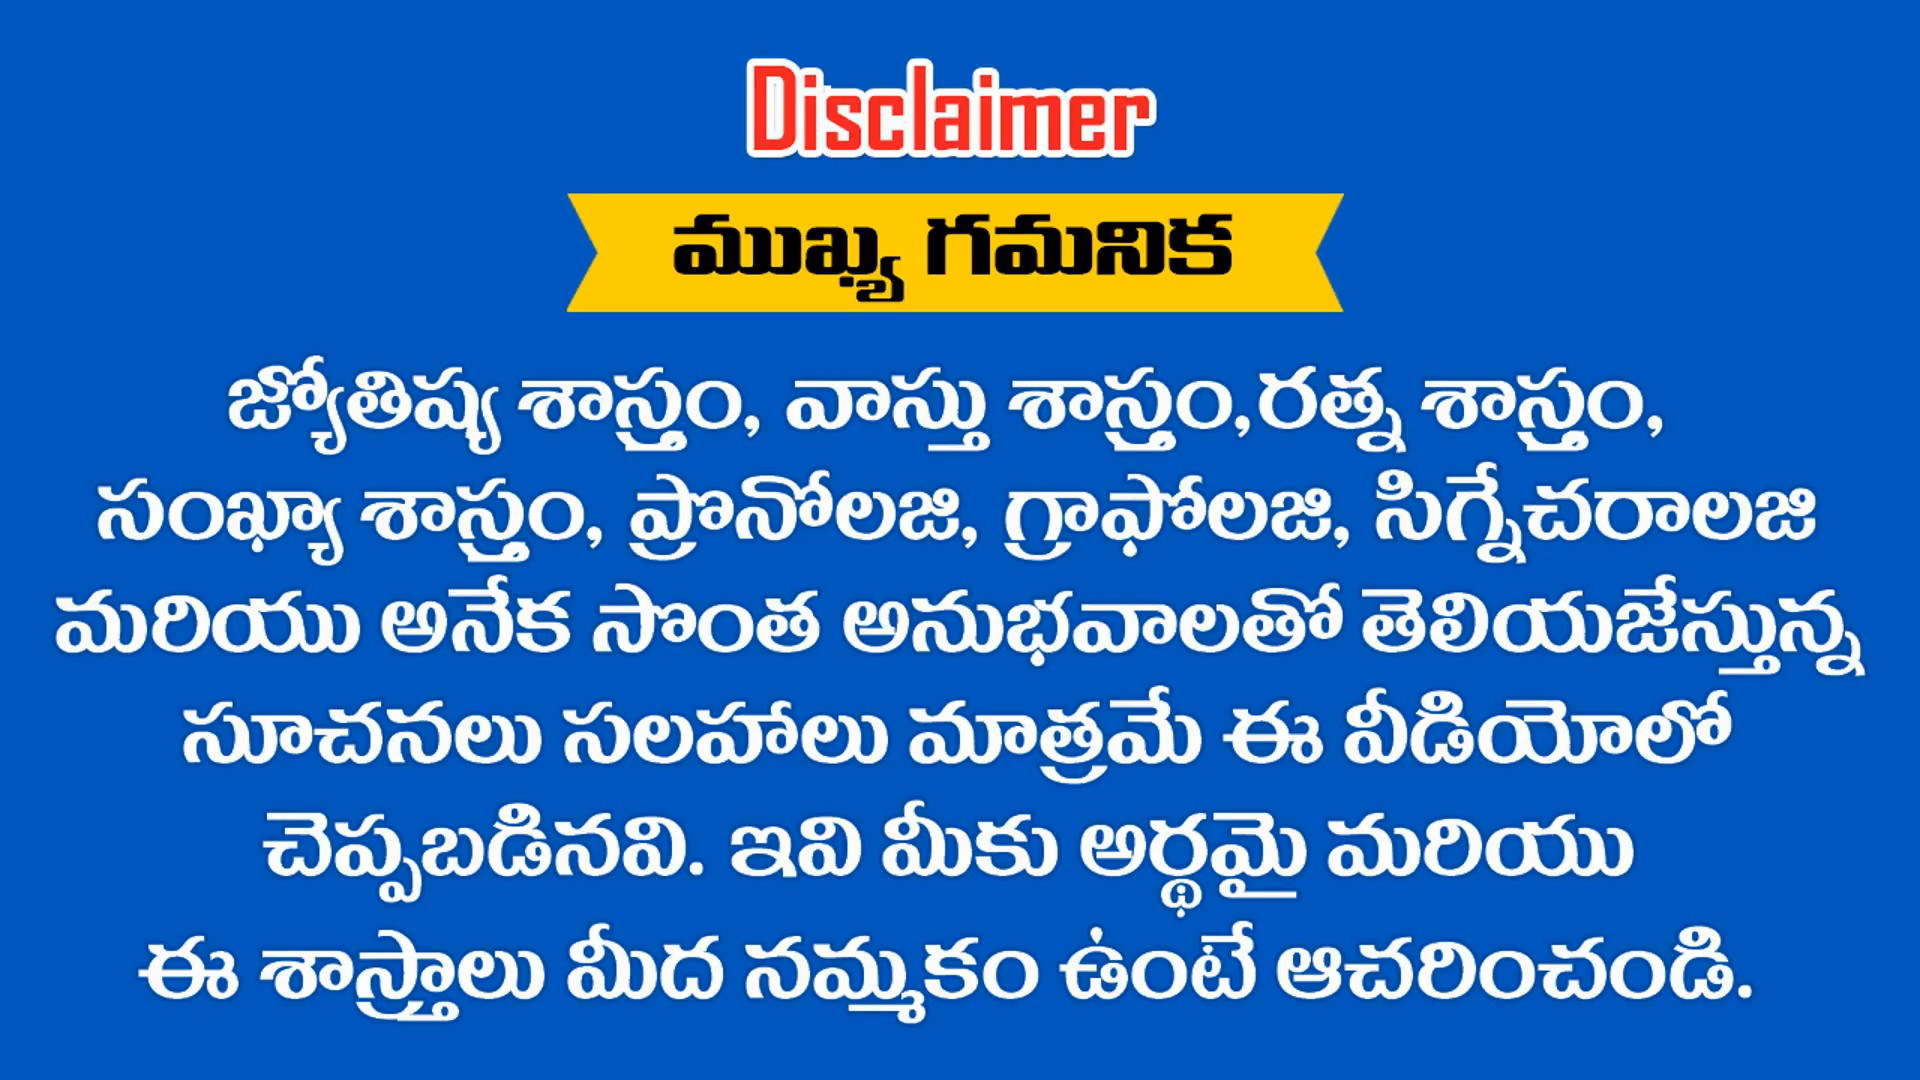 Disclaimer
ముఖ్య గమనిక
జ్యోతిష్య శాస్త్రం, వాస్తు శాస్త్రం,రత్న శాస్త్రం,
సంఖ్యా శాస్త్రం, ప్రొనోలజి, గ్రాఫోలజి, సిగ్నేచరాలజి
మరియు అనేక సొంత అనుభవాలతో తెలియజేస్తున్న
సూచనలు సలహాలు మాత్రమే ఈ వీడియోలో
చెప్పబడినవి. ఇవి మీకు అర్థమై మరియు
ఈ శాస్త్రాలు మీద నమ్మకం ఉంటే ఆచరించండి.